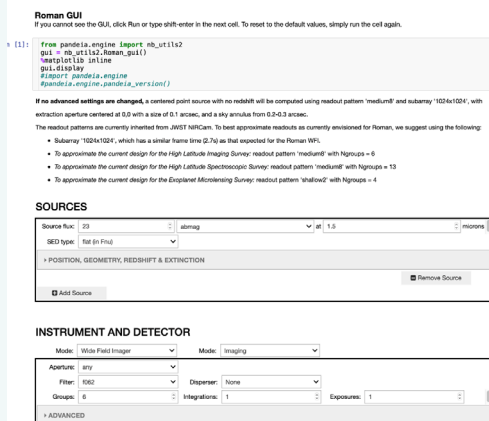 Roman GUI
If you cannot see the GUI, click Run or type shift-enter in the next cell. To reset to the default values, simply run the cell again.
[1]: from pandeia.engine import nb_utils2
gui = nb_utils2.Roman_gui()
%matplotlib inline
gui.display
#import pandeia.engine
#pandeia.engine.pandeia_version()
If no advanced settings are changed, a centered point source with no redshift will be computed using readout pattern 'medium8' and subarray '1024x1024', with
extraction aperture centered at 0,0 with a size of 0.1 arcsec, and a sky annulus from 0.2-0.3 arcsec.
The readout patterns are currently inherited from JWST NIRCam. To best approximate readouts as currently envisioned for Roman, we suggest using the following:
• Subarray '1024x1024', which has a similar frame time (2.7s) as that expected for the Roman WFI.
• To approximate the current design for the High Latitude Imaging Survey: readout pattern 'medium8' with Ngroups = 6
• To approximate the current design for the High Latitude Spectroscopic Survey: readout pattern 'medium8' with Ngroups = 13
• To approximate the current design for the Exoplanet Microlensing Survey: readout pattern 'shallow2' with Ngroups = 4
SOURCES
Source flux: 23 abmag at 1.5 microns
SED type: flat (in Fnu)
POSITION, GEOMETRY, REDSHIFT & EXTINCTION
Remove Source
Add Source
INSTRUMENT AND DETECTOR
Mode: Wide Field Imager Mode: Imaging
Aperture: any
Filter: f062 Disperser: None
Groups: 6 Integrations: 1 Exposures: 1
ADVANCED